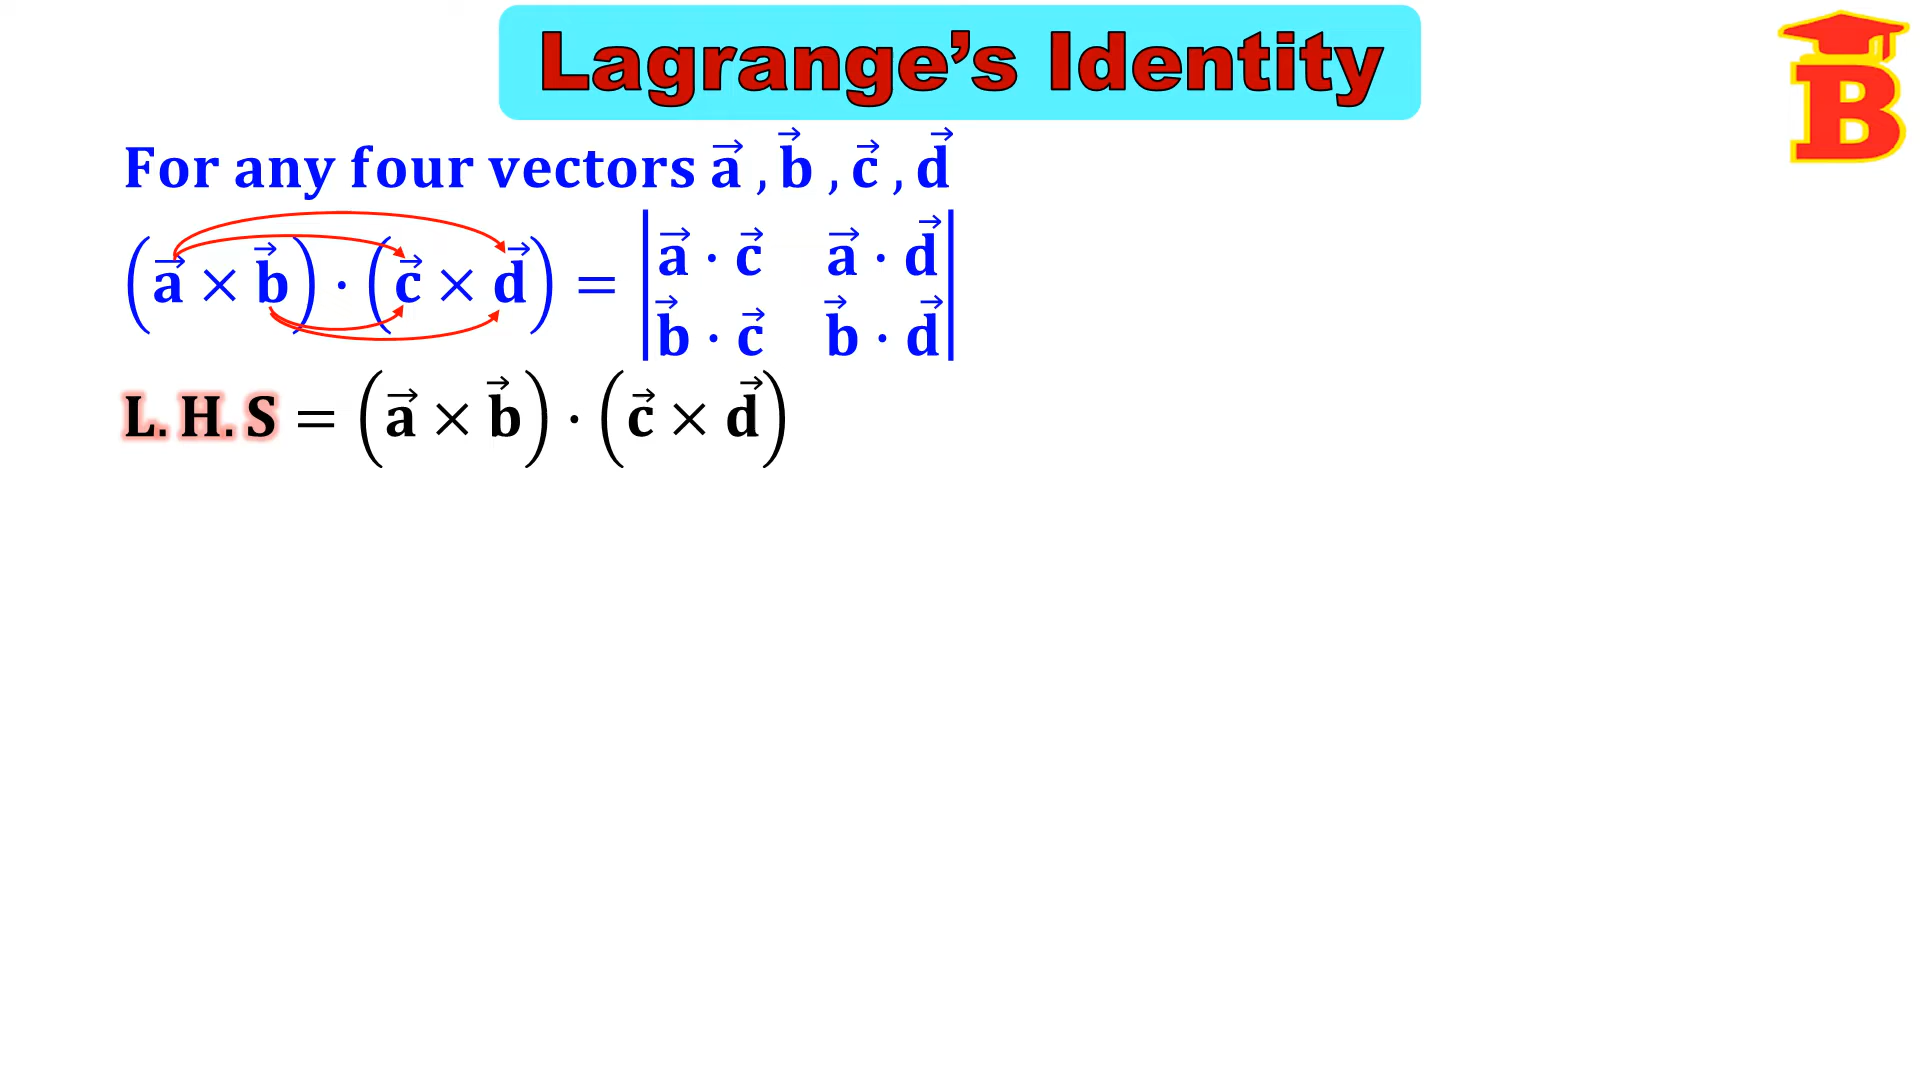 Lagrange's Identity
B
For any four vectors a⃗ , b⃗ , c⃗ , d⃗
(a⃗ × b⃗) · (c⃗ × d⃗) = | a⃗ · c⃗   a⃗ · d⃗ |
| b⃗ · c⃗   b⃗ · d⃗ |
L. H. S = (a⃗ × b⃗) · (c⃗ × d⃗)